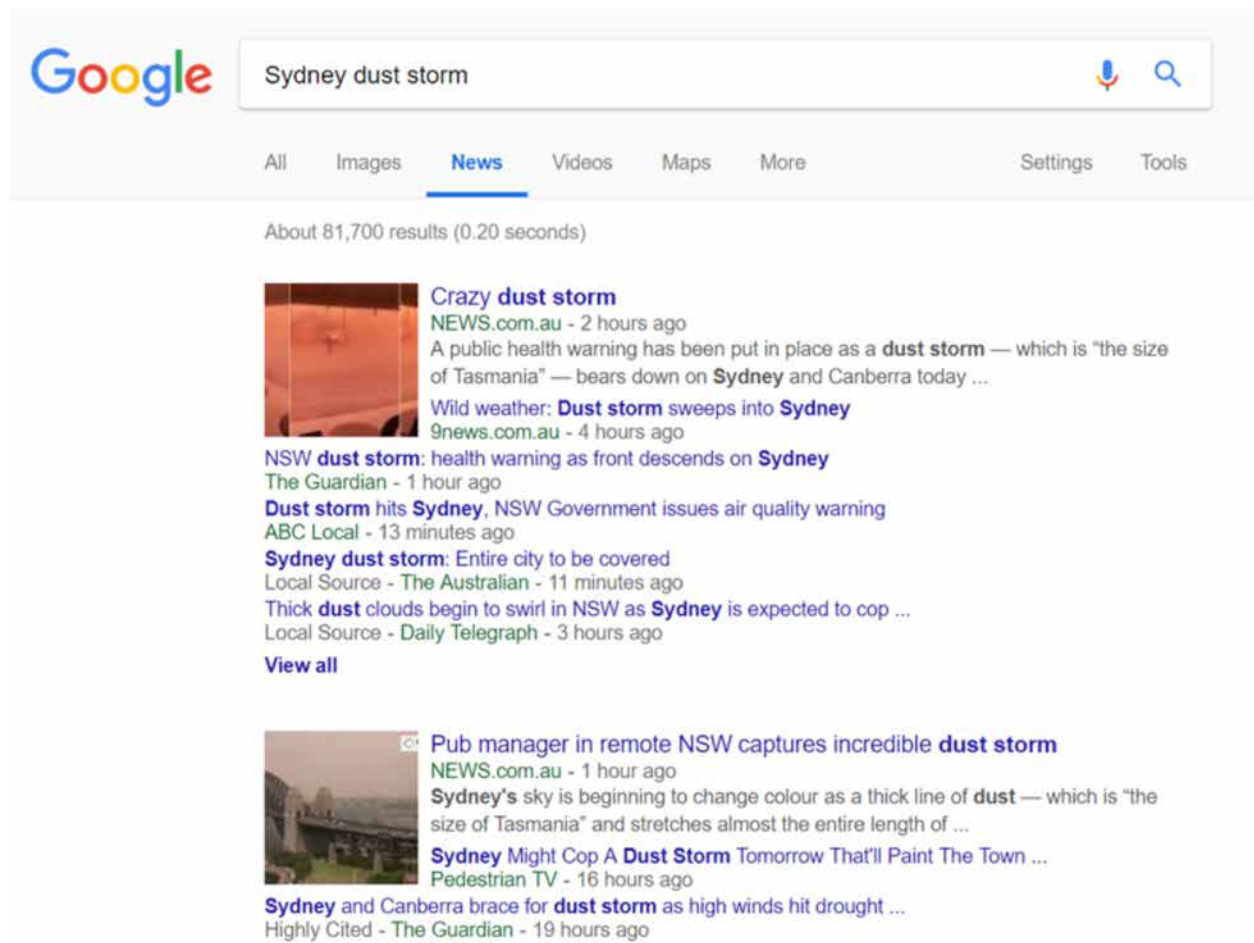 Google
Sydney dust storm
All Images News Videos Maps More Settings Tools
About 81,700 results (0.20 seconds)
Crazy dust storm
NEWS.com.au - 2 hours ago
A public health warning has been put in place as a dust storm — which is "the size
of Tasmania" — bears down on Sydney and Canberra today ...
Wild weather: Dust storm sweeps into Sydney
9news.com.au - 4 hours ago
NSW dust storm: health warning as front descends on Sydney
The Guardian - 1 hour ago
Dust storm hits Sydney, NSW Government issues air quality warning
ABC Local - 13 minutes ago
Sydney dust storm: Entire city to be covered
Local Source - The Australian - 11 minutes ago
Thick dust clouds begin to swirl in NSW as Sydney is expected to cop ...
Local Source - Daily Telegraph - 3 hours ago
View all
Pub manager in remote NSW captures incredible dust storm
NEWS.com.au - 1 hour ago
Sydney's sky is beginning to change colour as a thick line of dust — which is "the
size of Tasmania" and stretches almost the entire length of ...
Sydney Might Cop A Dust Storm Tomorrow That'll Paint The Town ...
Pedestrian TV - 16 hours ago
Sydney and Canberra brace for dust storm as high winds hit drought ...
Highly Cited - The Guardian - 19 hours ago